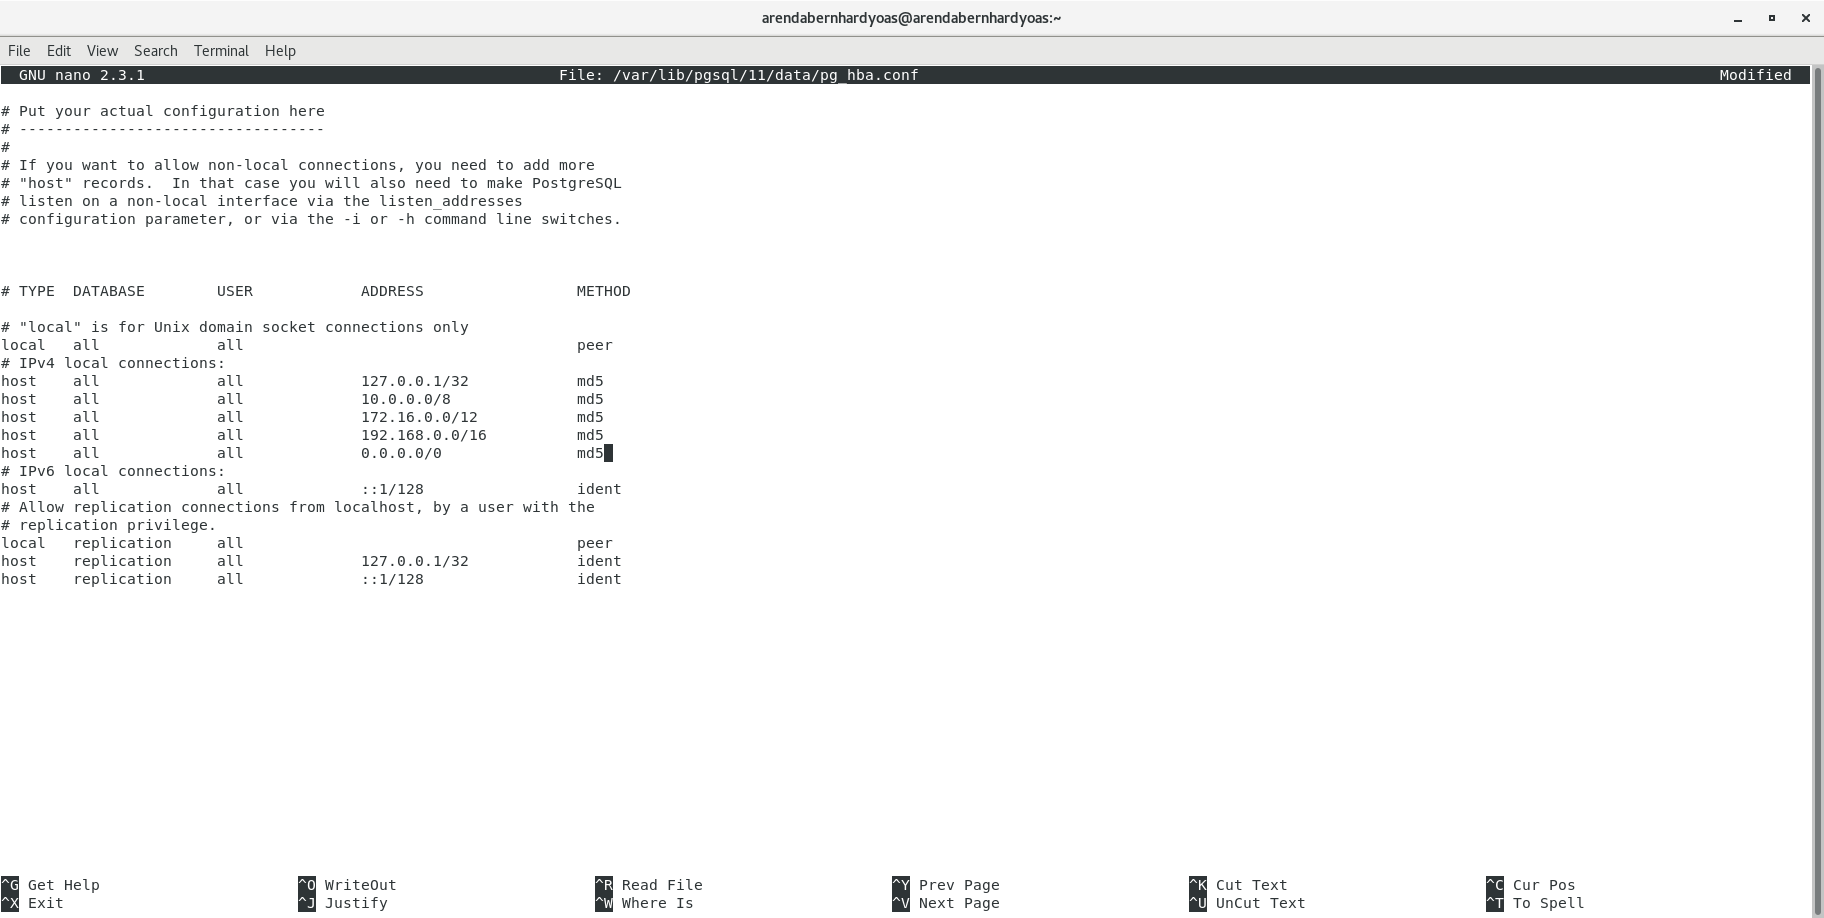 arendabernhardyoas@arendabernhardyoas:~
File Edit View Search Terminal Help
GNU nano 2.3.1 File: /var/lib/pgsql/11/data/pg_hba.conf Modified
# Put your actual configuration here
# ----------------------------------
#
# If you want to allow non-local connections, you need to add more
# "host" records.  In that case you will also need to make PostgreSQL
# listen on a non-local interface via the listen_addresses
# configuration parameter, or via the -i or -h command line switches.
# TYPE  DATABASE        USER            ADDRESS                 METHOD
# "local" is for Unix domain socket connections only
local   all             all                                     peer
# IPv4 local connections:
host    all             all             127.0.0.1/32            md5
host    all             all             10.0.0.0/8              md5
host    all             all             172.16.0.0/12           md5
host    all             all             192.168.0.0/16          md5
host    all             all             0.0.0.0/0               md5
# IPv6 local connections:
host    all             all             ::1/128                 ident
# Allow replication connections from localhost, by a user with the
# replication privilege.
local   replication     all                                     peer
host    replication     all             127.0.0.1/32            ident
host    replication     all             ::1/128                 ident
^G Get Help ^O WriteOut ^R Read File ^Y Prev Page ^K Cut Text ^C Cur Pos
^X Exit ^J Justify ^W Where Is ^V Next Page ^U UnCut Text ^T To Spell